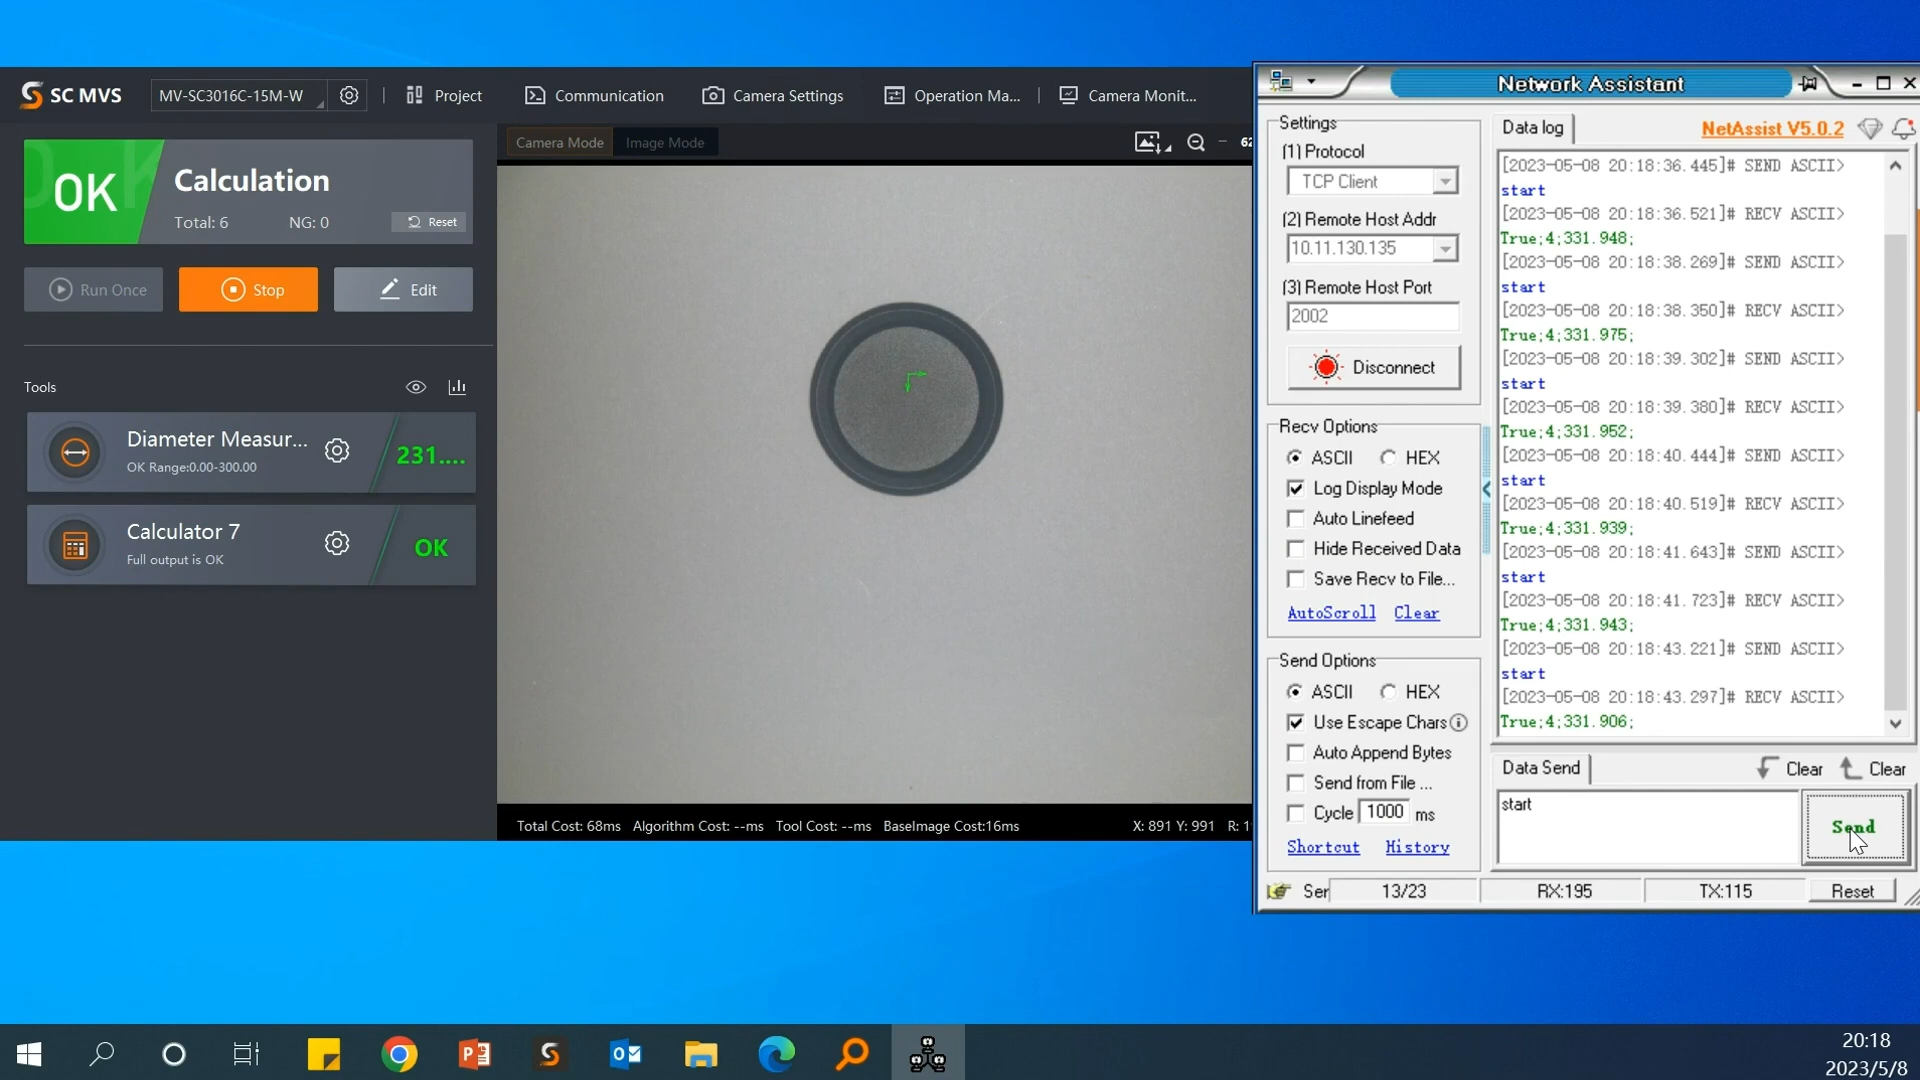 SC MVS
MV-SC3016C-15M-W
Project
Communication
Camera Settings
Operation Ma...
Camera Monit...
OK
Calculation
Total: 6
NG: 0
Reset
Run Once
Stop
Edit
Tools
Diameter Measur...
OK Range:0.00-300.00
231....
Calculator 7
Full output is OK
OK
Camera Mode
Image Mode
Total Cost: 68ms Algorithm Cost: --ms Tool Cost: --ms BaseImage Cost:16ms
X: 891 Y: 991
Network Assistant
Settings
(1) Protocol
TCP Client
(2) Remote Host Addr
10.11.130.135
(3) Remote Host Port
2002
Disconnect
Recv Options
ASCII
HEX
Log Display Mode
Auto Linefeed
Hide Received Data
Save Recv to File...
AutoScroll
Clear
Send Options
ASCII
HEX
Use Escape Chars
Auto Append Bytes
Send from File ...
Cycle 1000 ms
Shortcut
History
Data log
NetAssist V5.0.2
[2023-05-08 20:18:36.445]# SEND ASCII>
start
[2023-05-08 20:18:36.521]# RECV ASCII>
True;4;331.948;
[2023-05-08 20:18:38.269]# SEND ASCII>
start
[2023-05-08 20:18:38.350]# RECV ASCII>
True;4;331.975;
[2023-05-08 20:18:39.302]# SEND ASCII>
start
[2023-05-08 20:18:39.380]# RECV ASCII>
True;4;331.952;
[2023-05-08 20:18:40.444]# SEND ASCII>
start
[2023-05-08 20:18:40.519]# RECV ASCII>
True;4;331.939;
[2023-05-08 20:18:41.643]# SEND ASCII>
start
[2023-05-08 20:18:41.723]# RECV ASCII>
True;4;331.943;
[2023-05-08 20:18:43.221]# SEND ASCII>
start
[2023-05-08 20:18:43.297]# RECV ASCII>
True;4;331.906;
Data Send
Clear
Clear
start
Send
13/23
RX:195
TX:115
Reset
20:18
2023/5/8